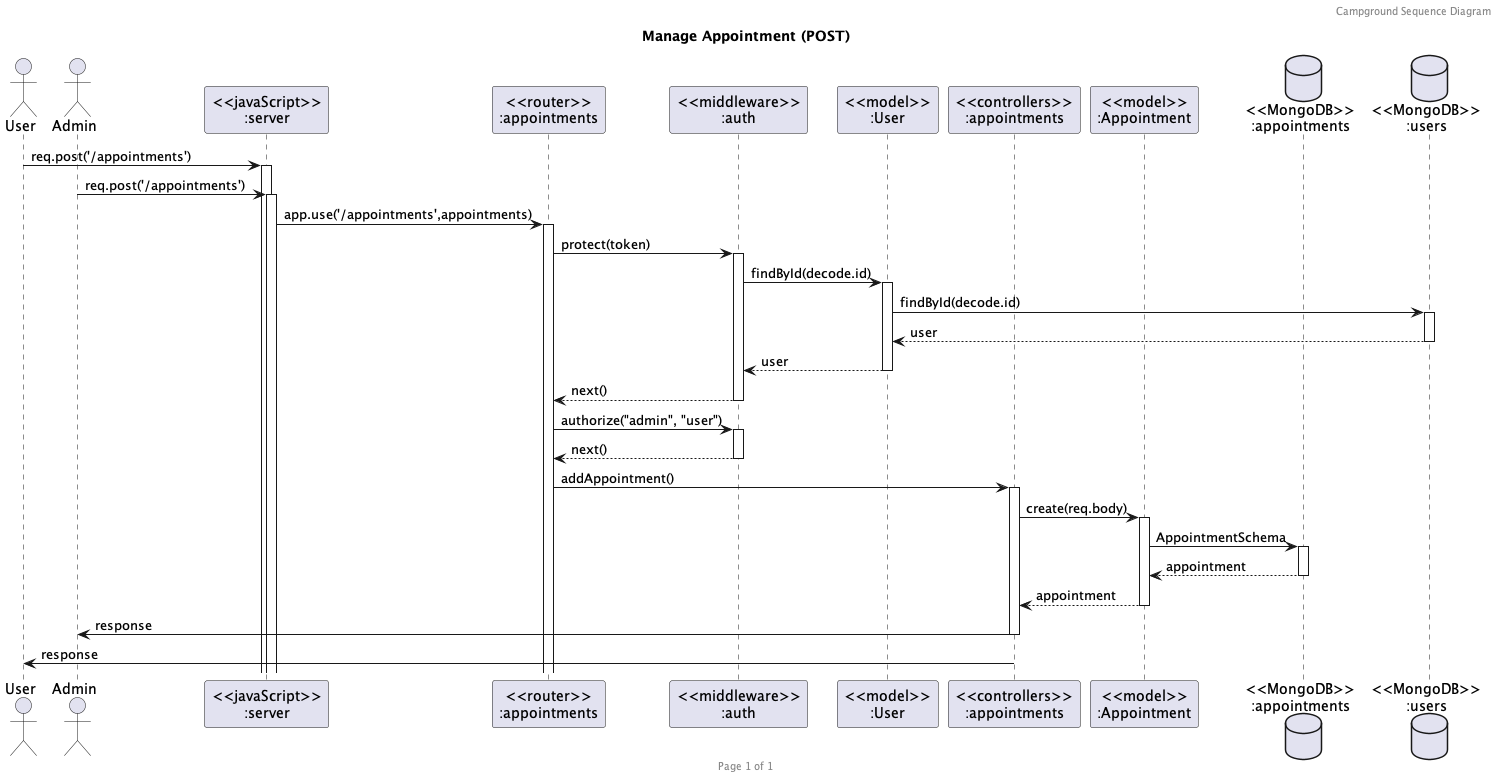 Campground Sequence Diagram
Manage Appointment (POST)
User
Admin
<<javaScript>>
:server
<<router>>
:appointments
<<middleware>>
:auth
<<model>>
:User
<<controllers>>
:appointments
<<model>>
:Appointment
<<MongoDB>>
:appointments
<<MongoDB>>
:users
req.post('/appointments')
req.post('/appointments')
app.use('/appointments',appointments)
protect(token)
findById(decode.id)
findById(decode.id)
user
user
next()
authorize("admin", "user")
next()
addAppointment()
create(req.body)
AppointmentSchema
appointment
appointment
response
response
User
Admin
<<javaScript>>
:server
<<router>>
:appointments
<<middleware>>
:auth
<<model>>
:User
<<controllers>>
:appointments
<<model>>
:Appointment
<<MongoDB>>
:appointments
<<MongoDB>>
:users
Page 1 of 1